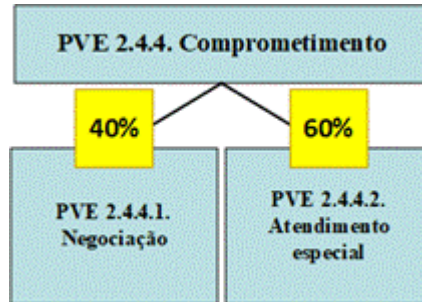 PVE 2.4.4. Comprometimento
40%
60%
PVE 2.4.4.1.
Negociação
PVE 2.4.4.2.
Atendimento
especial